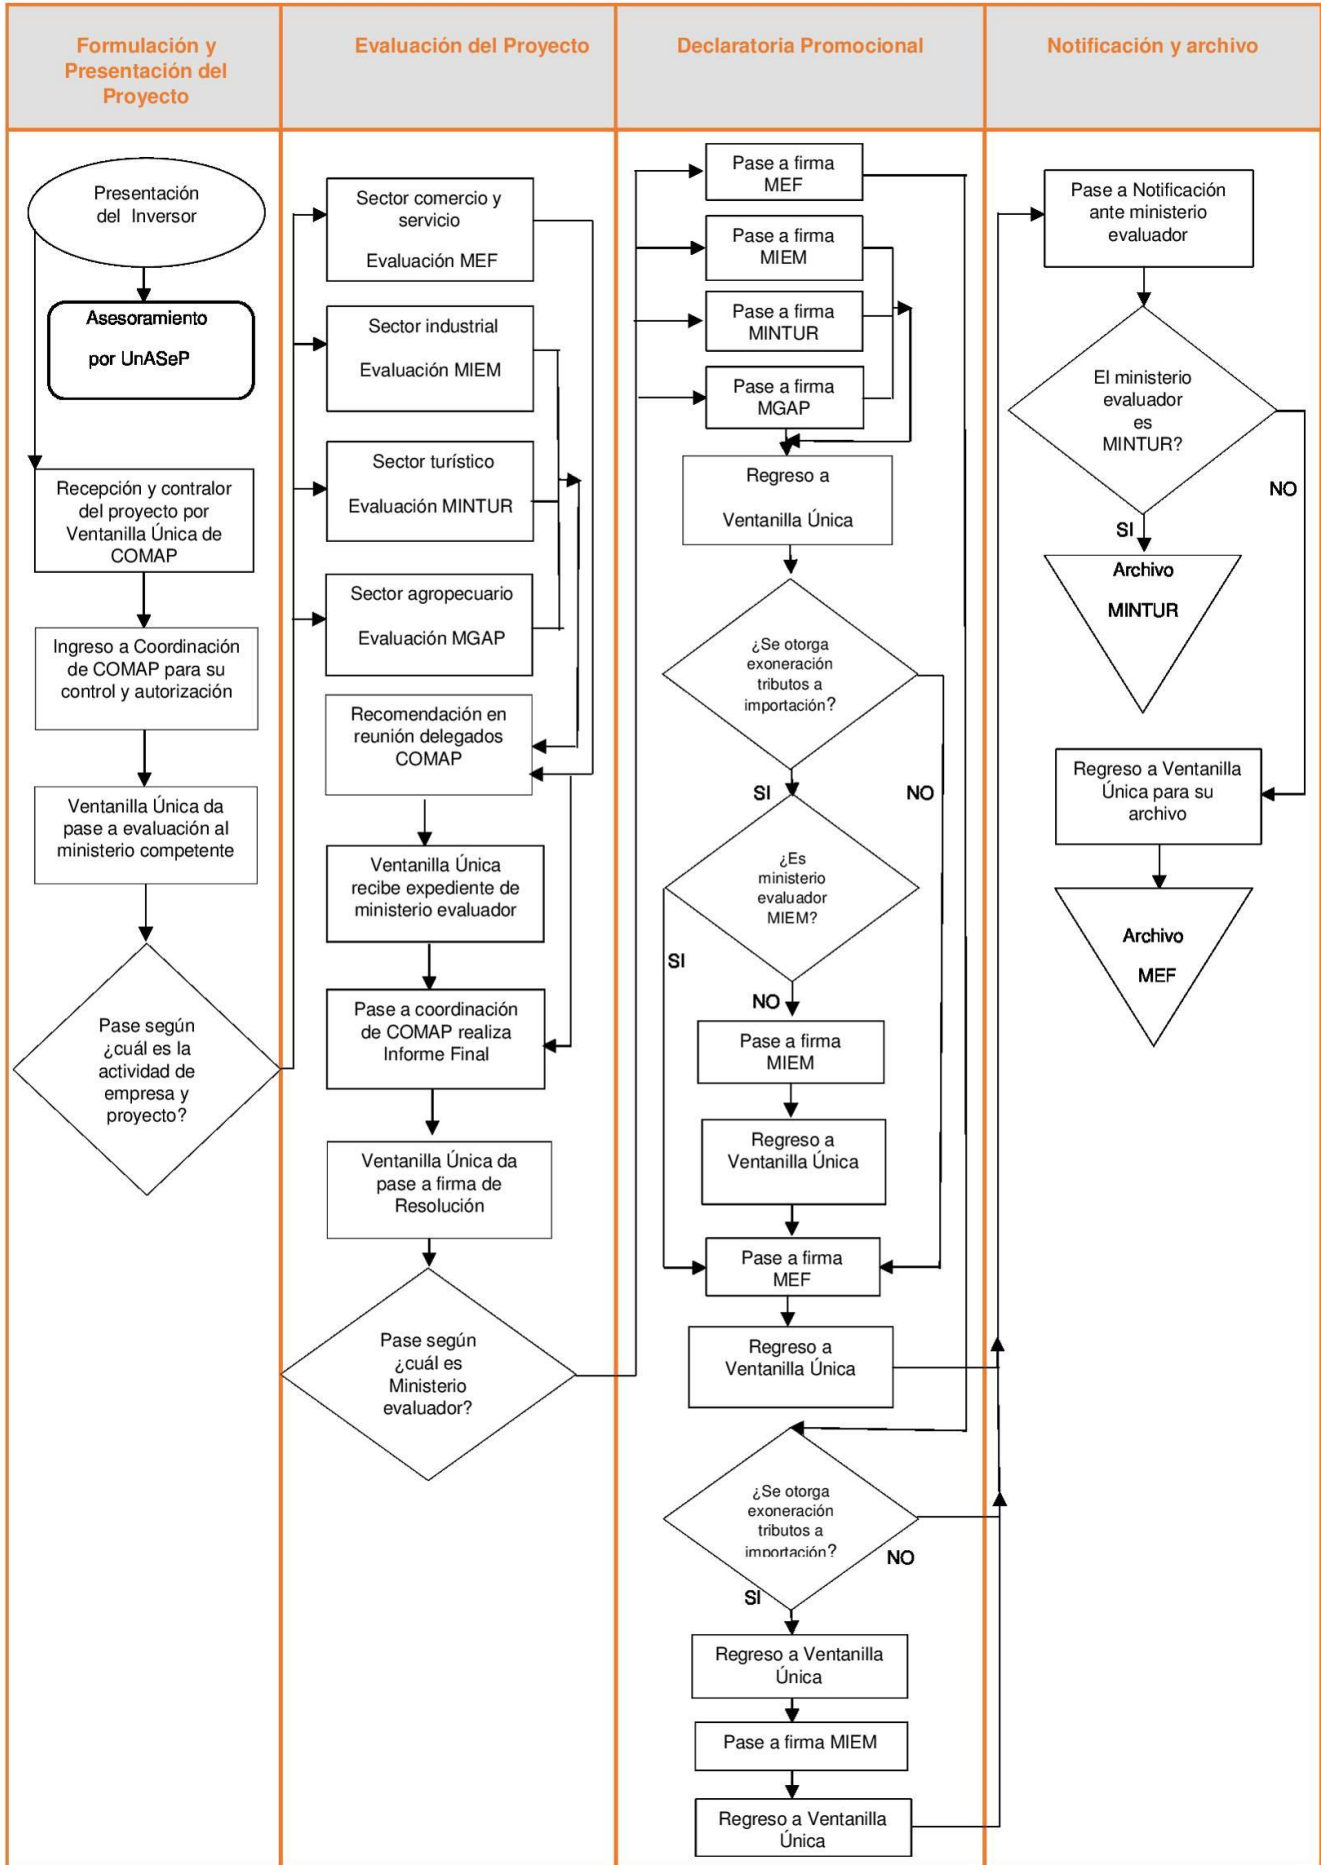 Formulación y
Presentación del
Proyecto
Evaluación del Proyecto
Declaratoria Promocional
Notificación y archivo
Presentación
del Inversor
Asesoramiento
por UnASeP
Recepción y contralor
del proyecto por
Ventanilla Única de
COMAP
Ingreso a Coordinación
de COMAP para su
control y autorización
Ventanilla Única da
pase a evaluación al
ministerio competente
Pase según
¿cuál es la
actividad de
empresa y
proyecto?
Sector comercio y
servicio
Evaluación MEF
Sector industrial
Evaluación MIEM
Sector turístico
Evaluación MINTUR
Sector agropecuario
Evaluación MGAP
Recomendación en
reunión delegados
COMAP
Ventanilla Única
recibe expediente de
ministerio evaluador
Pase a coordinación
de COMAP realiza
Informe Final
Ventanilla Única da
pase a firma de
Resolución
Pase según
¿cuál es
Ministerio
evaluador?
Pase a firma
MEF
Pase a firma
MIEM
Pase a firma
MINTUR
Pase a firma
MGAP
Regreso a
Ventanilla Única
¿Se otorga
exoneración
tributos a
importación?
SI
NO
¿Es
ministerio
evaluador
MIEM?
SI
NO
Pase a firma
MIEM
Regreso a
Ventanilla Única
Pase a firma
MEF
Regreso a
Ventanilla Única
¿Se otorga
exoneración
tributos a
importación?
NO
SI
Regreso a Ventanilla
Única
Pase a firma MIEM
Regreso a Ventanilla
Única
Pase a Notificación
ante ministerio
evaluador
El ministerio
evaluador
es
MINTUR?
NO
SI
Archivo
MINTUR
Regreso a Ventanilla
Única para su
archivo
Archivo
MEF